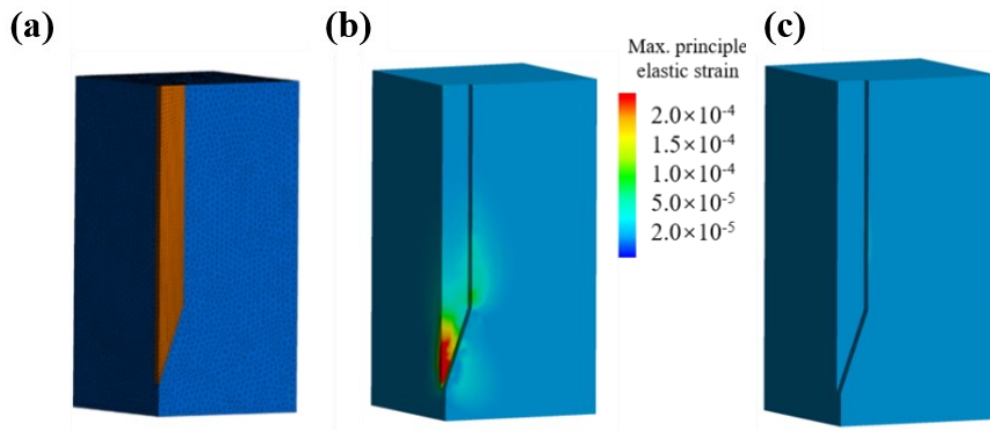 (a)
(b)
(c)
Max. principle
elastic strain
2.0×10⁻⁴
1.5×10⁻⁴
1.0×10⁻⁴
5.0×10⁻⁵
2.0×10⁻⁵